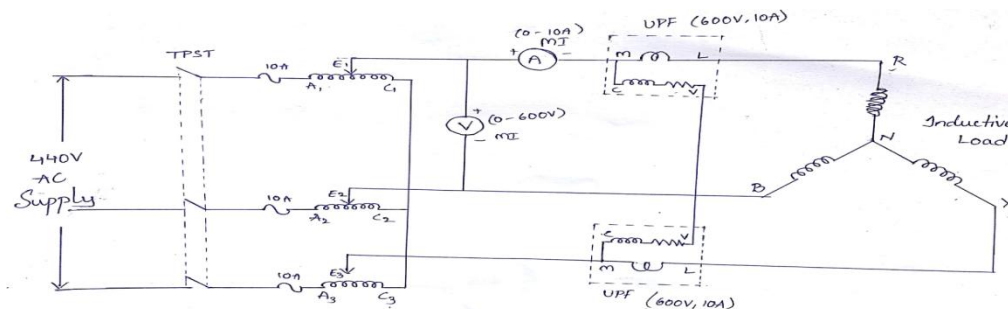 UPF (600V, 10A)
(0-10A)
MI
TPST
10A
E1
+ A -
M
L
R
A1
C1
C
V
440V
AC
Supply
+
V
(0-600V)
-
MI
Inductive
Load
N
B
Y
10A
E2
A2
C2
C
V
10A
E3
A3
C3
M
L
UPF (600V, 10A)